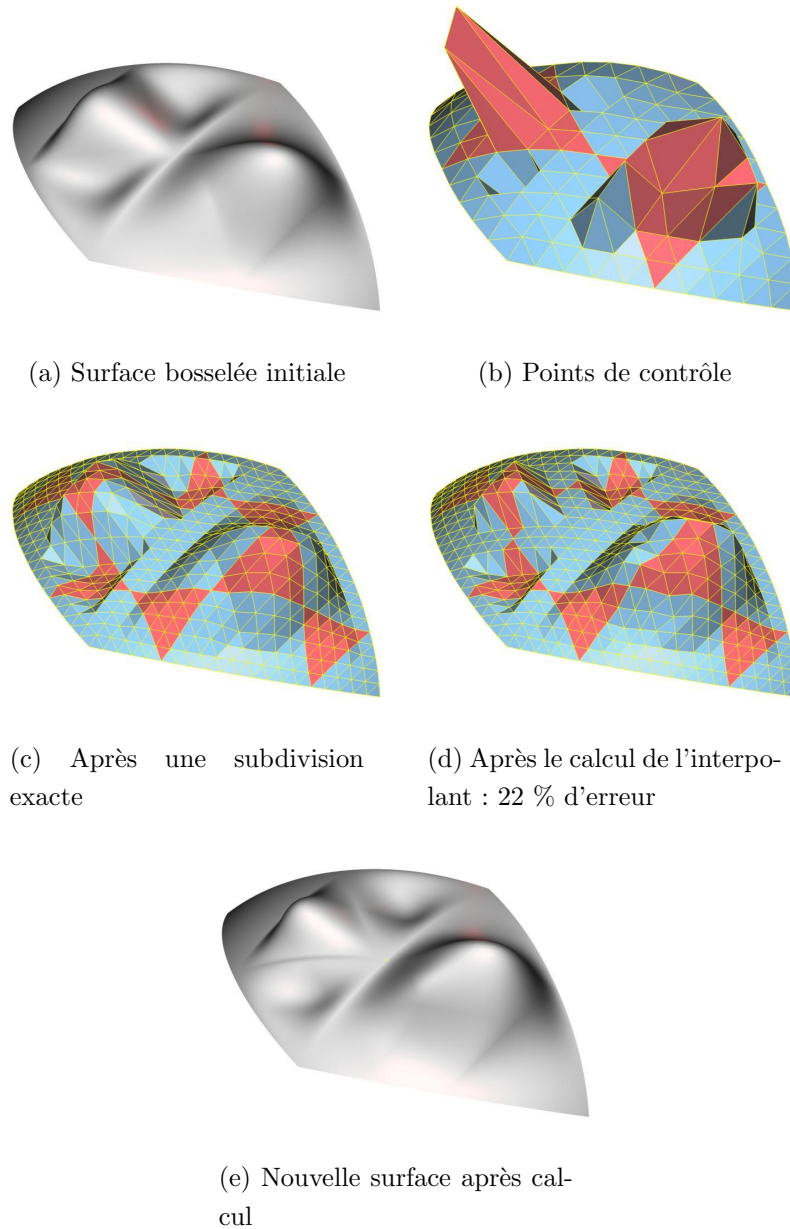 (a) Surface bosselée initiale
(b) Points de contrôle
(c) Après une subdivision
exacte
(d) Après le calcul de l'interpo-
lant : 22 % d'erreur
(e) Nouvelle surface après cal-
cul